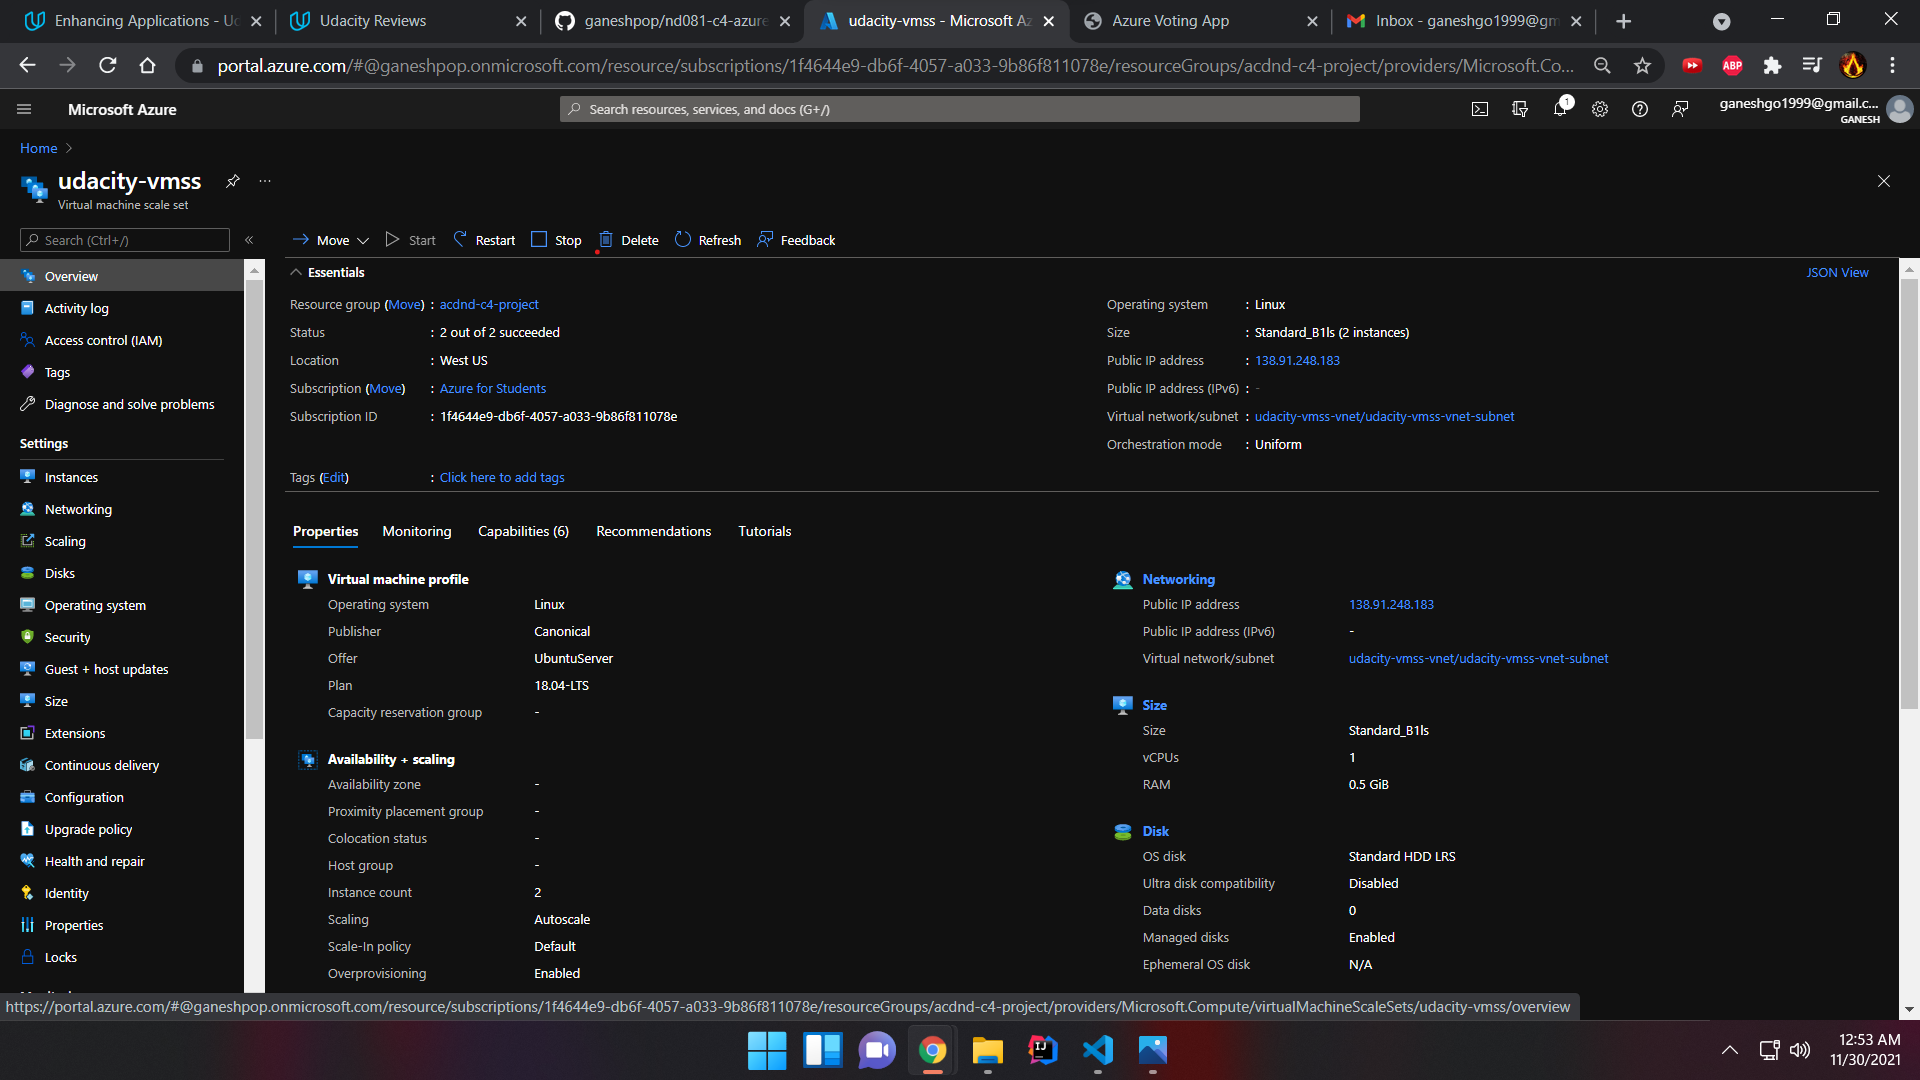 Enhancing Applications - Ud
Udacity Reviews
ganeshpop/nd081-c4-azure
udacity-vmss - Microsoft Az
Azure Voting App
Inbox - ganeshgo1999@gm
portal.azure.com/#@ganeshpop.onmicrosoft.com/resource/subscriptions/1f4644e9-db6f-4057-a033-9b86f811078e/resourceGroups/acdnd-c4-project/providers/Microsoft.Co...
ABP
Microsoft Azure
Search resources, services, and docs (G+/)
1
ganeshgo1999@gmail.c...
GANESH
Home
udacity-vmss
...
Virtual machine scale set
Search (Ctrl+/)
«
Move
Start
Restart
Stop
Delete
Refresh
Feedback
Overview
Activity log
Access control (IAM)
Tags
Diagnose and solve problems
Settings
Instances
Networking
Scaling
Disks
Operating system
Security
Guest + host updates
Size
Extensions
Continuous delivery
Configuration
Upgrade policy
Health and repair
Identity
Properties
Locks
Essentials
JSON View
Resource group (Move) : acdnd-c4-project
Status : 2 out of 2 succeeded
Location : West US
Subscription (Move) : Azure for Students
Subscription ID : 1f4644e9-db6f-4057-a033-9b86f811078e
Operating system : Linux
Size : Standard_B1ls (2 instances)
Public IP address : 138.91.248.183
Public IP address (IPv6) : -
Virtual network/subnet : udacity-vmss-vnet/udacity-vmss-vnet-subnet
Orchestration mode : Uniform
Tags (Edit) : Click here to add tags
Properties
Monitoring
Capabilities (6)
Recommendations
Tutorials
Virtual machine profile
Operating system Linux
Publisher Canonical
Offer UbuntuServer
Plan 18.04-LTS
Capacity reservation group -
Availability + scaling
Availability zone -
Proximity placement group -
Colocation status -
Host group -
Instance count 2
Scaling Autoscale
Scale-In policy Default
Overprovisioning Enabled
Networking
Public IP address 138.91.248.183
Public IP address (IPv6) -
Virtual network/subnet udacity-vmss-vnet/udacity-vmss-vnet-subnet
Size
Size Standard_B1ls
vCPUs 1
RAM 0.5 GiB
Disk
OS disk Standard HDD LRS
Ultra disk compatibility Disabled
Data disks 0
Managed disks Enabled
Ephemeral OS disk N/A
https://portal.azure.com/#@ganeshpop.onmicrosoft.com/resource/subscriptions/1f4644e9-db6f-4057-a033-9b86f811078e/resourceGroups/acdnd-c4-project/providers/Microsoft.Compute/virtualMachineScaleSets/udacity-vmss/overview
IJ
12:53 AM
11/30/2021